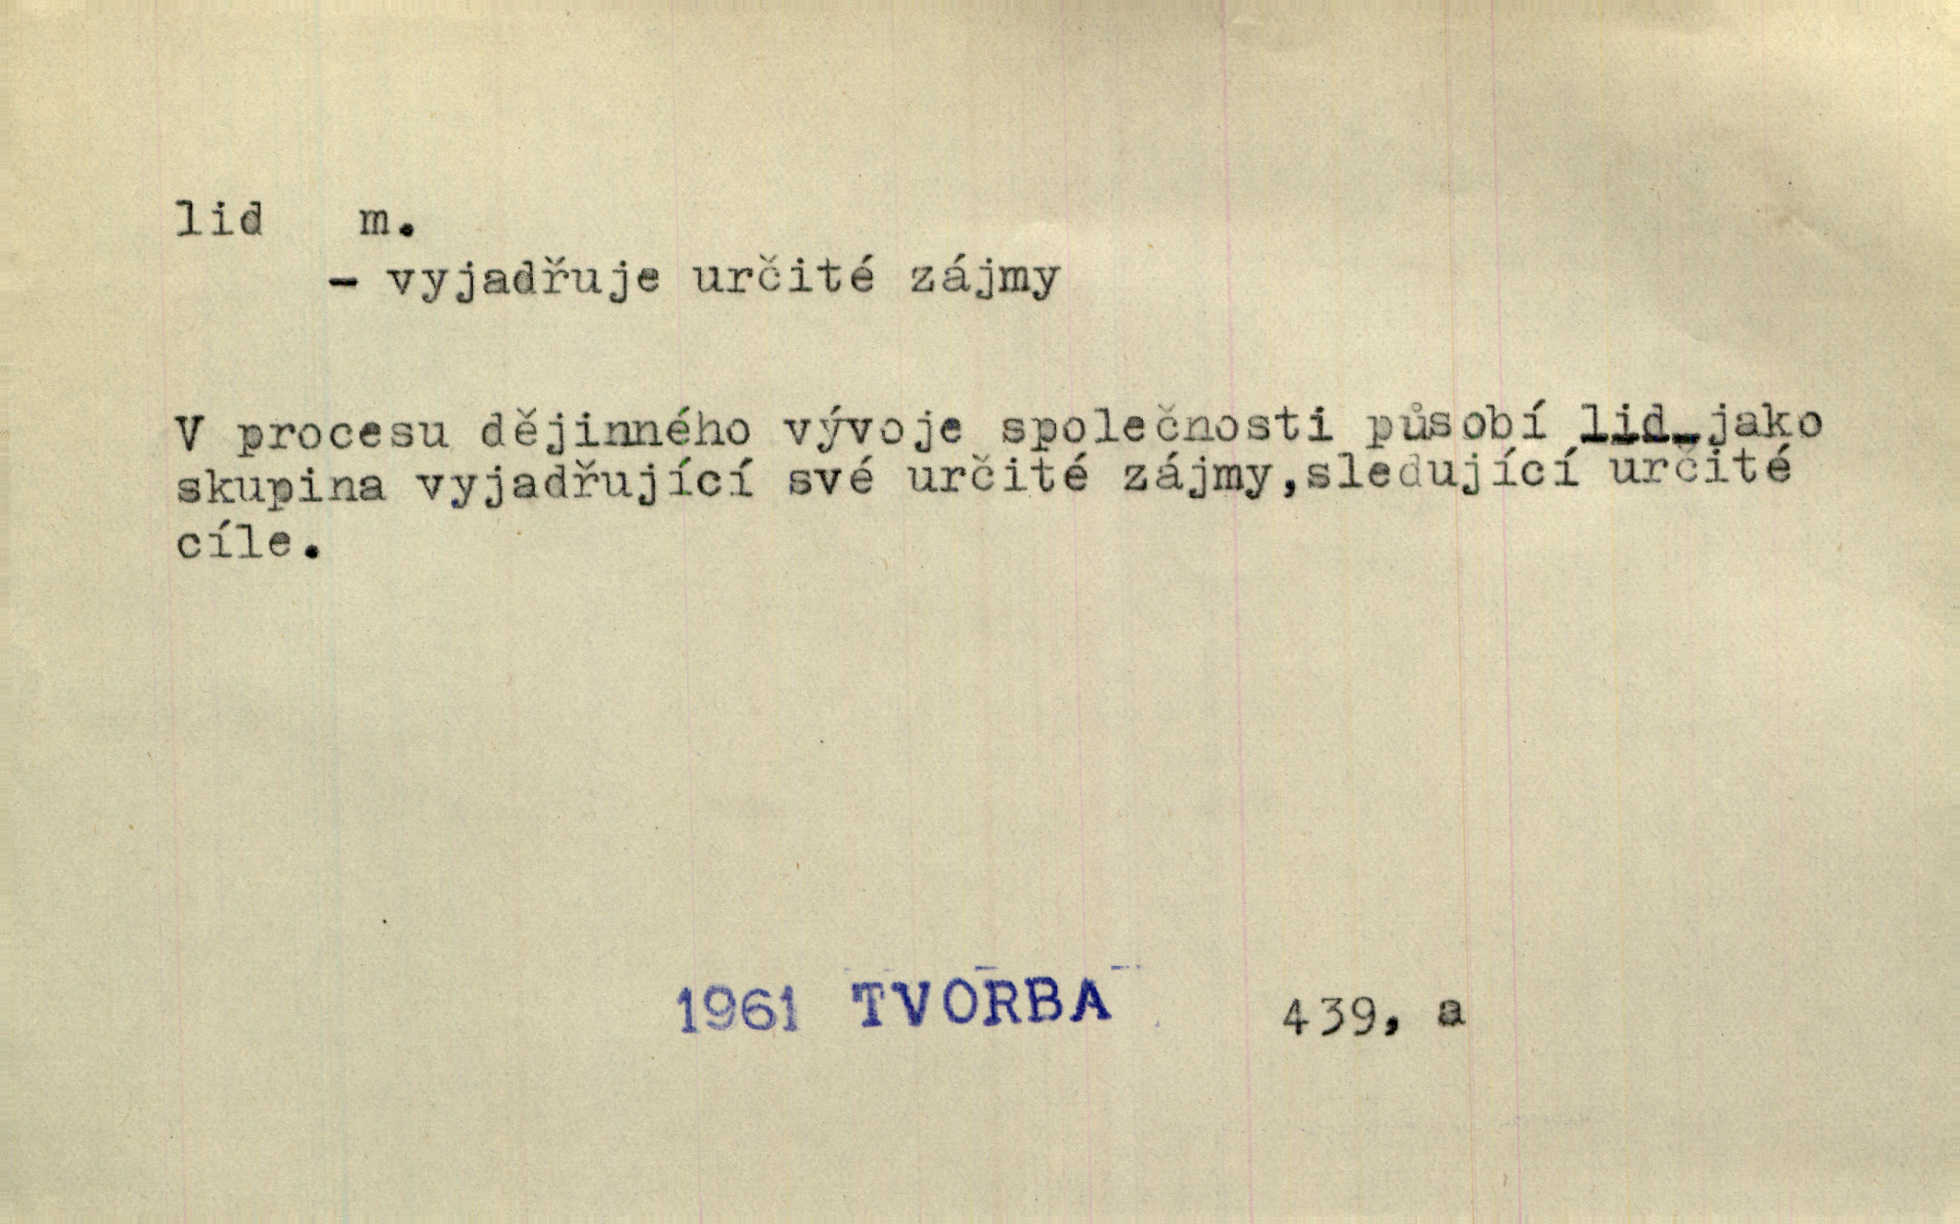 lid m.
- vyjadřuje určité zájmy
V procesu dějinného vývoje společnosti působí lid jako
skupina vyjadřující své určité zájmy,sledující určité
cíle.
1961 TVORBA 439, a